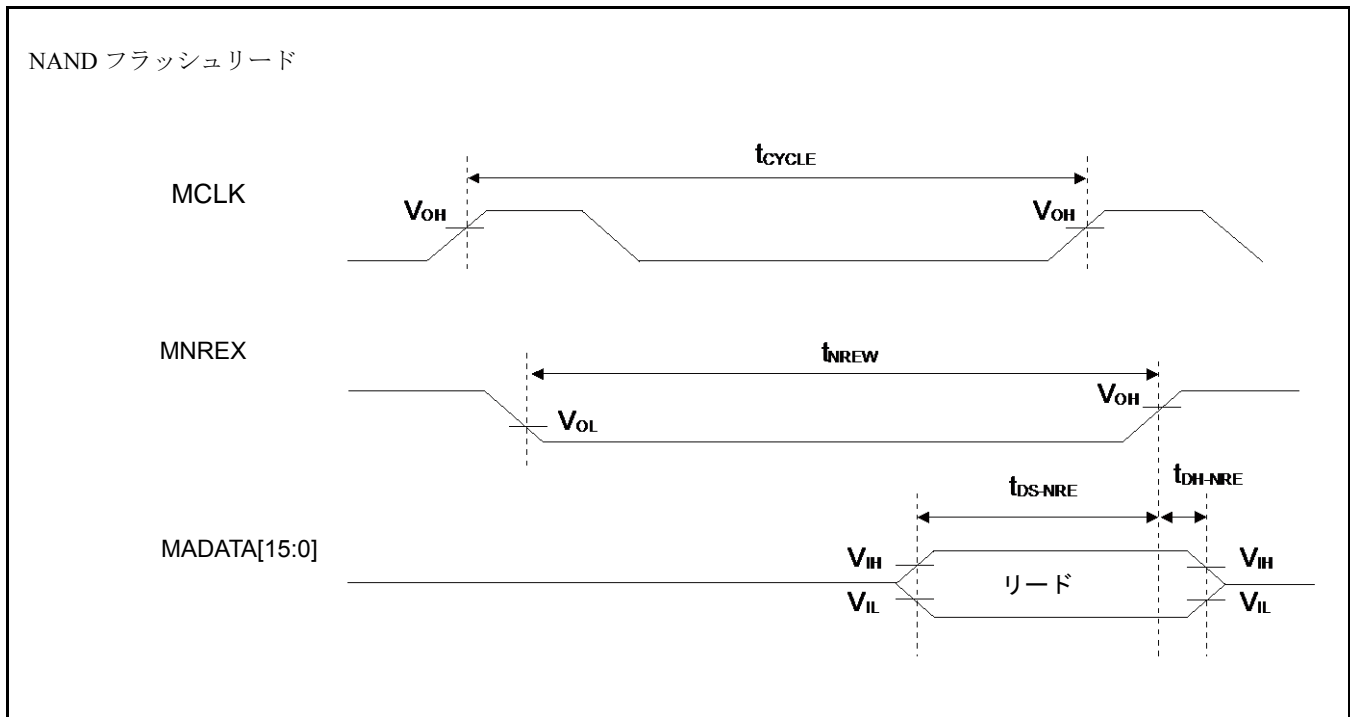 NAND フラッシュリード
tCYCLE
MCLK
VOH
VOH
MNREX
tNREW
VOH
VOL
tDS-NRE
tDH-NRE
MADATA[15:0]
VIH
リード
VIH
VIL
VIL